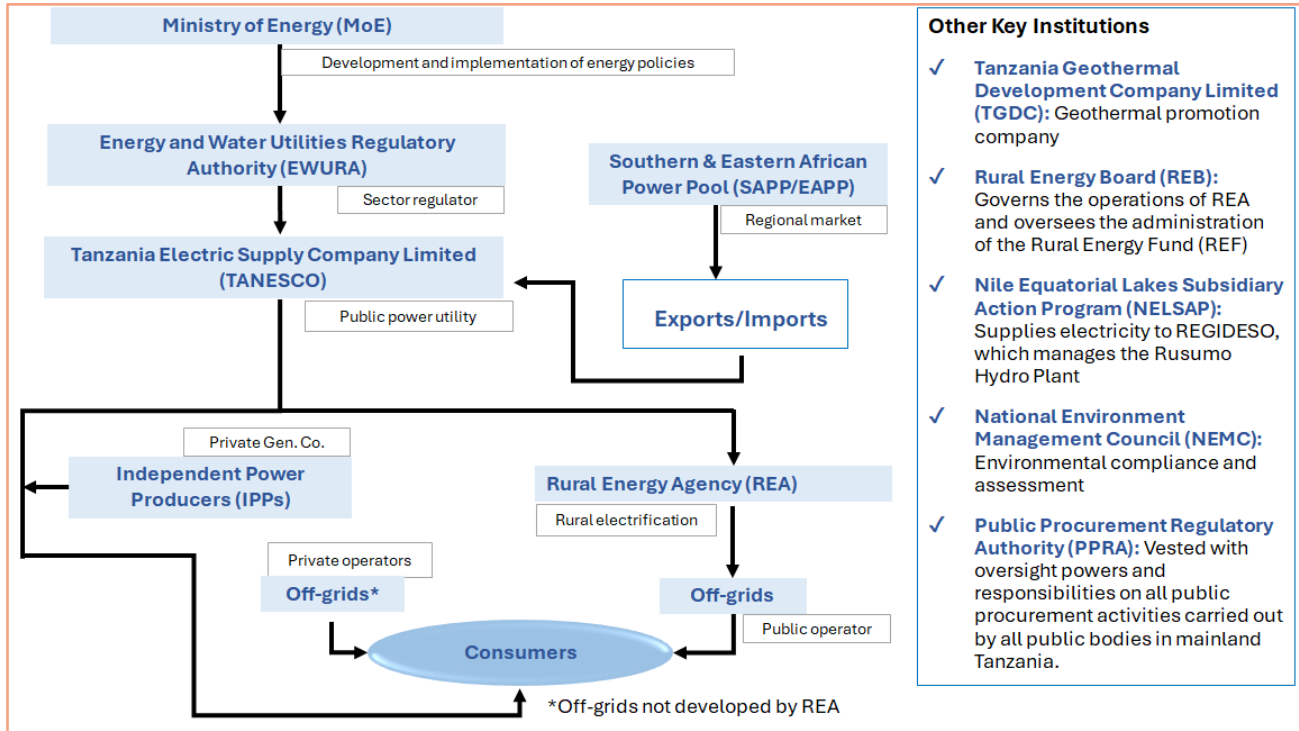 Ministry of Energy (MoE)
Development and implementation of energy policies
Energy and Water Utilities Regulatory
Authority (EWURA)
Sector regulator
Southern & Eastern African
Power Pool (SAPP/EAPP)
Regional market
Tanzania Electric Supply Company Limited
(TANESCO)
Public power utility
Exports/Imports
Private Gen. Co.
Independent Power
Producers (IPPs)
Rural Energy Agency (REA)
Rural electrification
Private operators
Off-grids*
Off-grids
Public operator
Consumers
*Off-grids not developed by REA
Other Key Institutions
✓ Tanzania Geothermal
Development Company Limited
(TGDC): Geothermal promotion
company
✓ Rural Energy Board (REB):
Governs the operations of REA
and oversees the administration
of the Rural Energy Fund (REF)
✓ Nile Equatorial Lakes Subsidiary
Action Program (NELSAP):
Supplies electricity to REGIDESO,
which manages the Rusumo
Hydro Plant
✓ National Environment
Management Council (NEMC):
Environmental compliance and
assessment
✓ Public Procurement Regulatory
Authority (PPRA): Vested with
oversight powers and
responsibilities on all public
procurement activities carried out
by all public bodies in mainland
Tanzania.